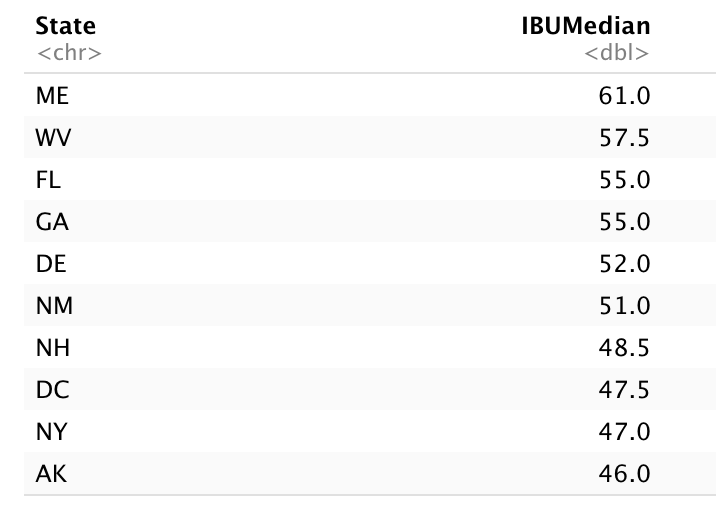 State IBUMedian
<chr> <dbl>
ME 61.0
WV 57.5
FL 55.0
GA 55.0
DE 52.0
NM 51.0
NH 48.5
DC 47.5
NY 47.0
AK 46.0